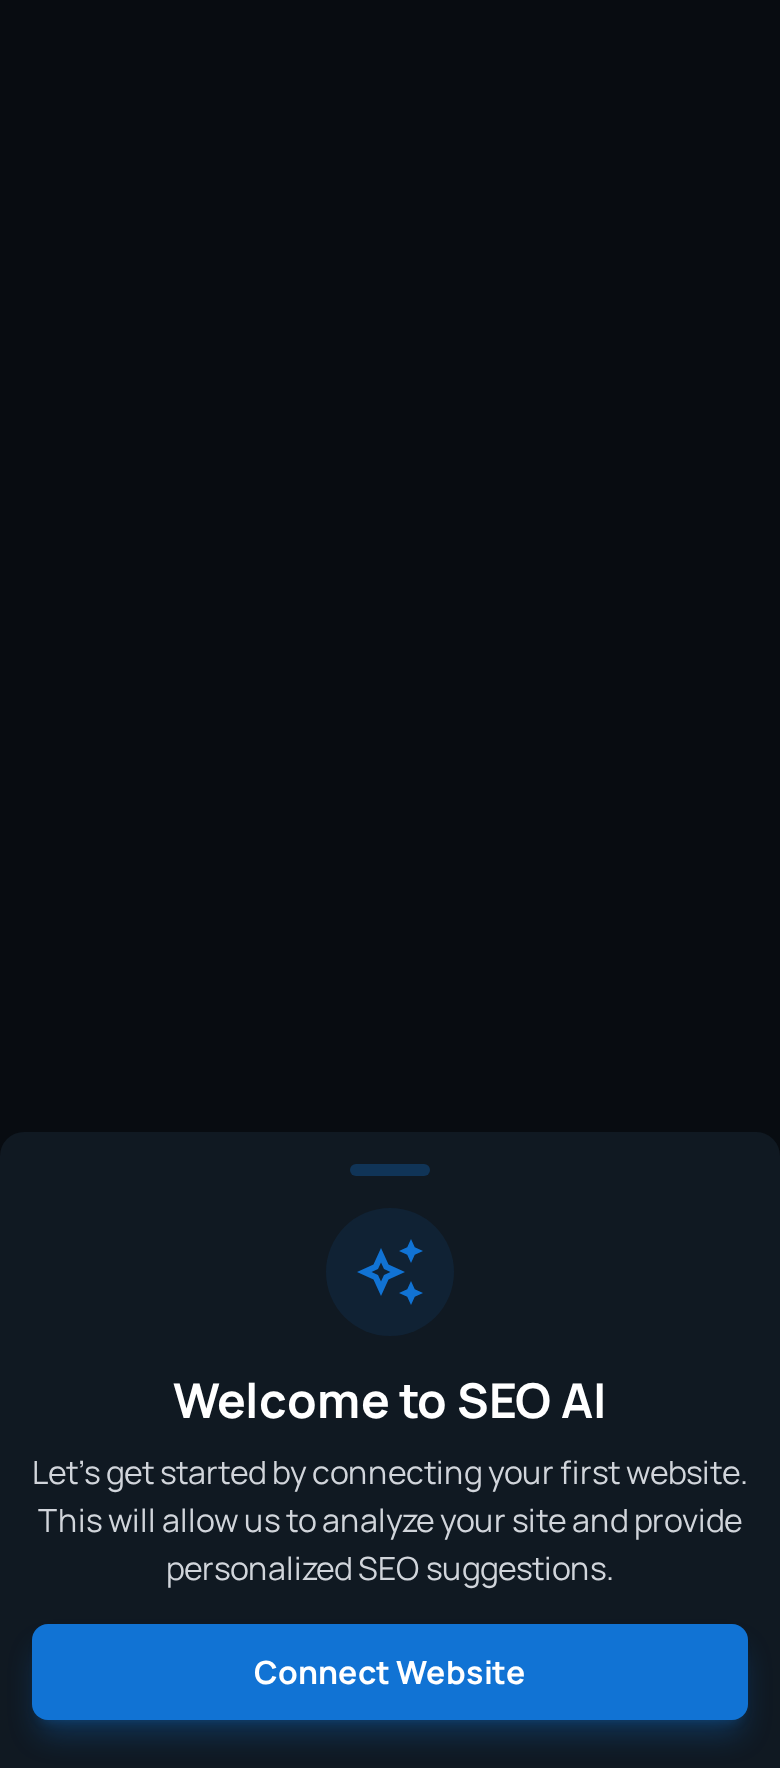 Welcome to SEO AI
Let's get started by connecting your first website.
This will allow us to analyze your site and provide
personalized SEO suggestions.
Connect Website